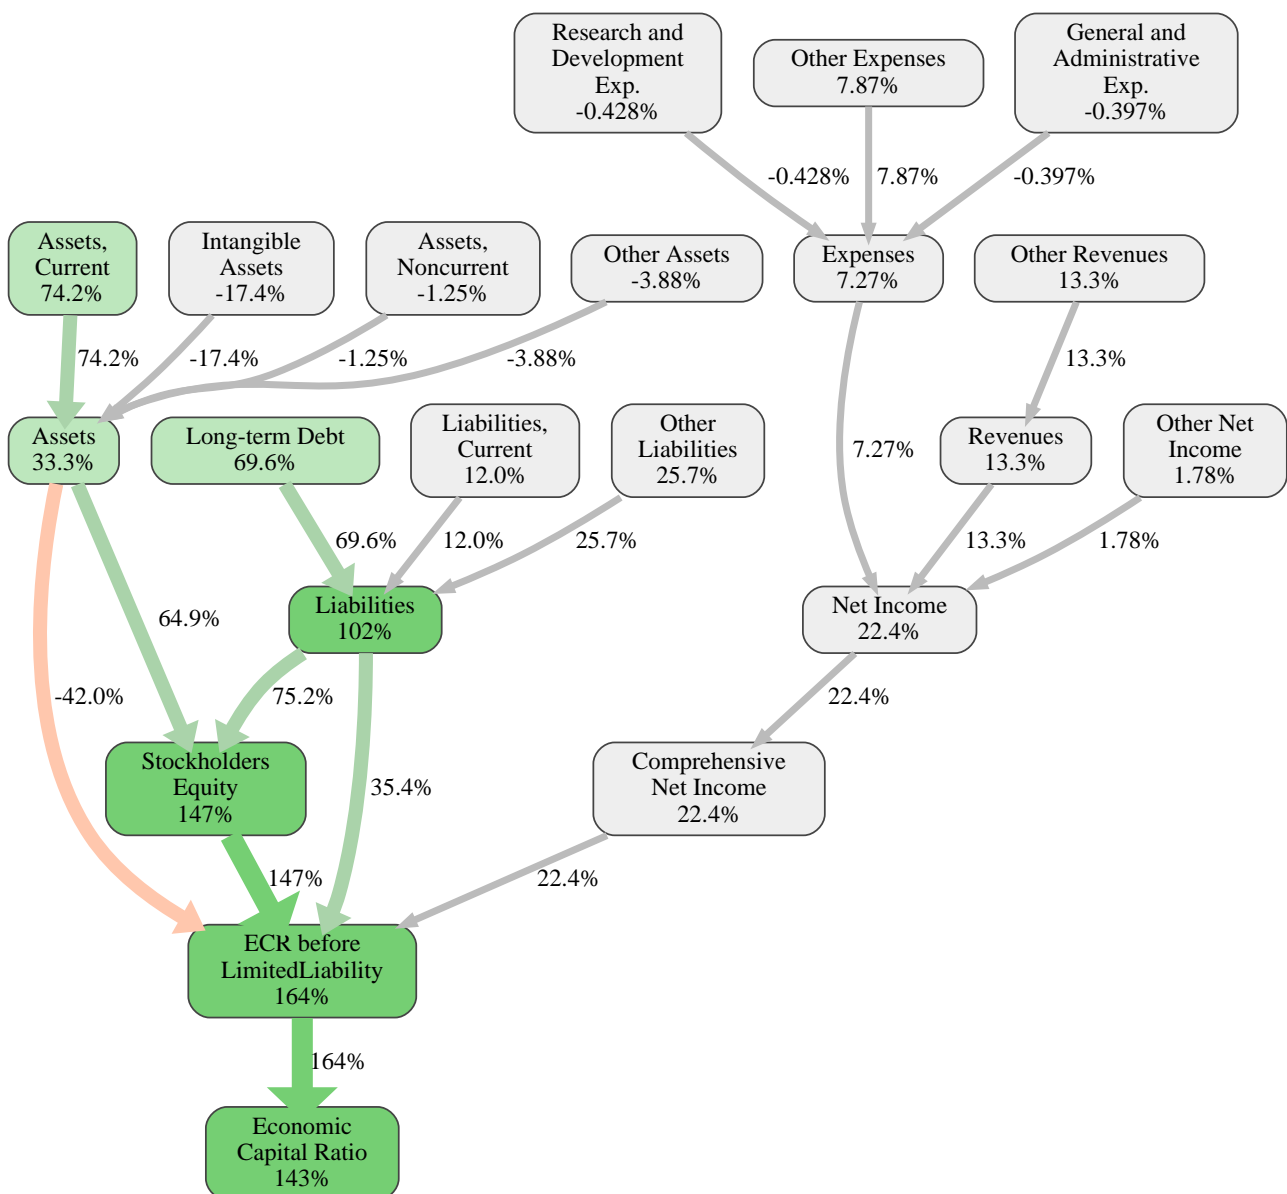 Research and
Development
Exp.
-0.428%
Other Expenses
7.87%
General and
Administrative
Exp.
-0.397%
-0.428%
7.87%
-0.397%
Assets,
Current
74.2%
Intangible
Assets
-17.4%
Assets,
Noncurrent
-1.25%
Other Assets
-3.88%
Expenses
7.27%
Other Revenues
13.3%
74.2%
-17.4%
-1.25%
-3.88%
13.3%
Assets
33.3%
Long-term Debt
69.6%
Liabilities,
Current
12.0%
Other
Liabilities
25.7%
7.27%
Revenues
13.3%
Other Net
Income
1.78%
69.6%
12.0%
25.7%
13.3%
1.78%
Liabilities
102%
Net Income
22.4%
64.9%
-42.0%
75.2%
22.4%
Stockholders
Equity
147%
35.4%
Comprehensive
Net Income
22.4%
147%
22.4%
ECR before
LimitedLiability
164%
164%
Economic
Capital Ratio
143%